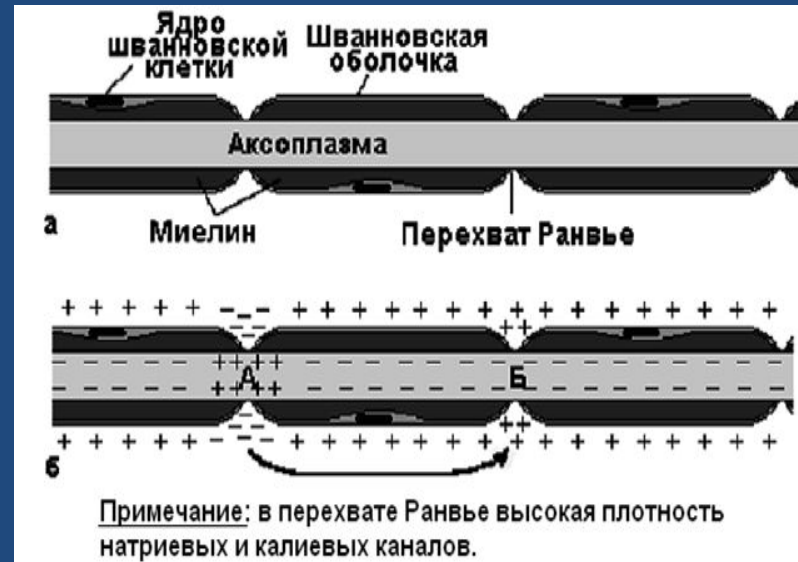 Ядро
шванновской
клетки
Шванновская
оболочка
Аксоплазма
а
Миелин
Перехват Ранвье
+ + + + + – – – + + + + + + + + + + + + +
– – + +
– – – – – + + + + – – – – – – – – – – – – – –
А Б
– – – – – + + + + – – – – – – – – – – – – – –
– – + +
+ + + + + – – – + + + + + + + + + + + + +
б
Примечание: в перехвате Ранвье высокая плотность
натриевых и калиевых каналов.